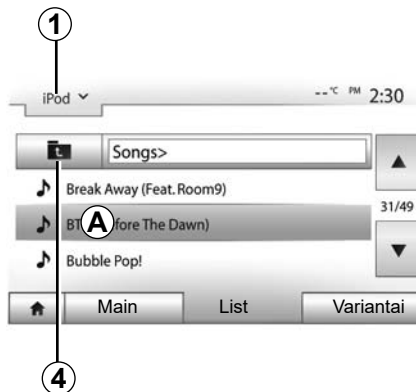 1
iPod
--°C PM 2:30
Songs>
Break Away (Feat. Room9)
31/49
BT A fore The Dawn)
Bubble Pop!
Main List Variantai
4